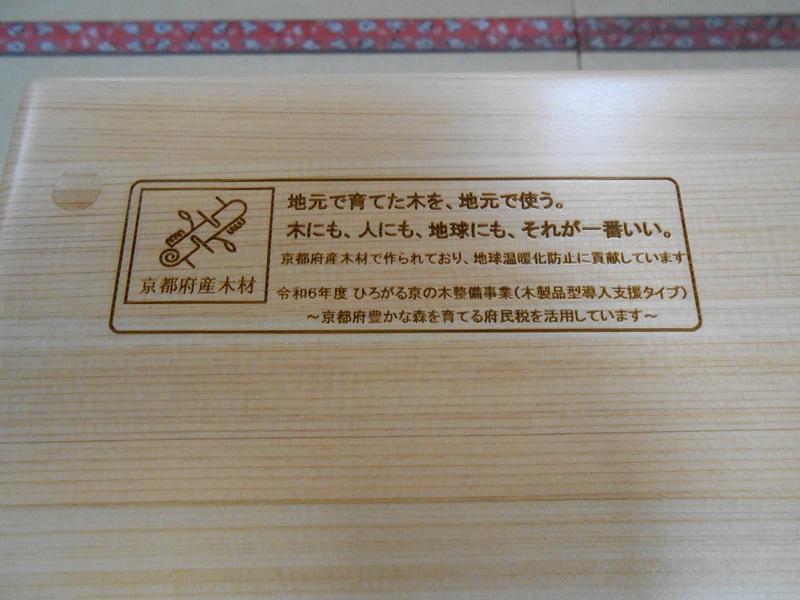 地元で育てた木を、地元で使う。
木にも、人にも、地球にも、それが一番いい。
京都府産木材で作られており、地球温暖化防止に貢献しています
京都府産木材
令和6年度 ひろがる京の木整備事業(木製品型導入支援タイプ)
～京都府豊かな森を育てる府民税を活用しています～